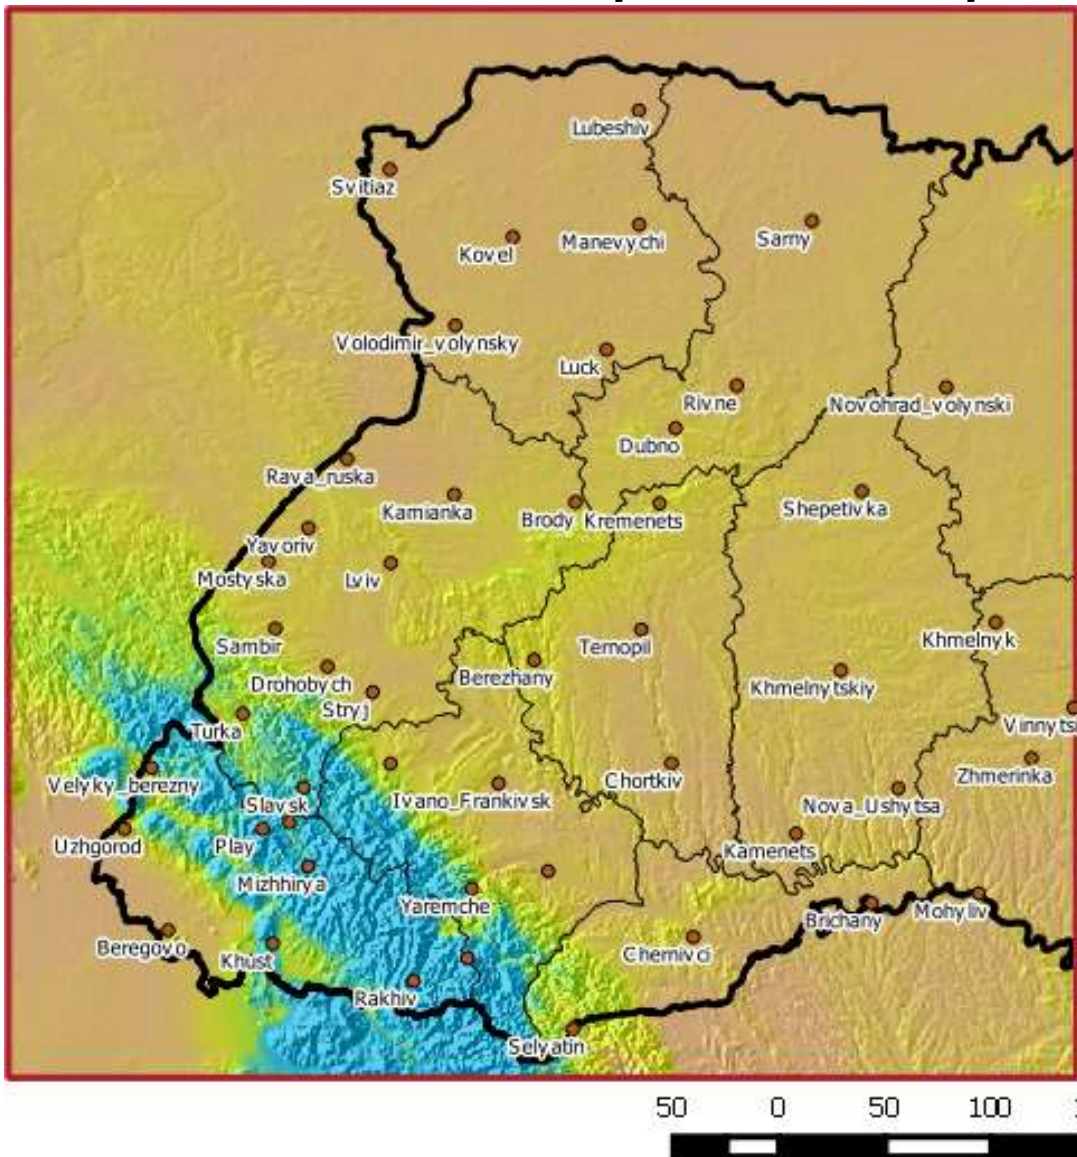 Lubeshiv
Svitiaz
Kovel
Manevychi
Sarny
Volodimir_volynsky
Luck
Rivne
Novohrad_volynski
Dubno
Rava_ruska
Kamianka
Brody
Kremenets
Shepetivka
Yavoriv
Mostyska
Lviv
Sambir
Ternopil
Khmelnyk
Drohobych
Berezhany
Khmelnytskiy
Stryj
Turka
Vinnyts
Velyky_berezny
Slavsk
Ivano_Frankivsk
Chortkiv
Zhmerinka
Nova_Ushytsa
Uzhgorod
Play
Kamenets
Mizhhirya
Yaremche
Brichany
Mohyliv
Beregovo
Khust
Chernivci
Rakhiv
Selyatin
50 0 50 100